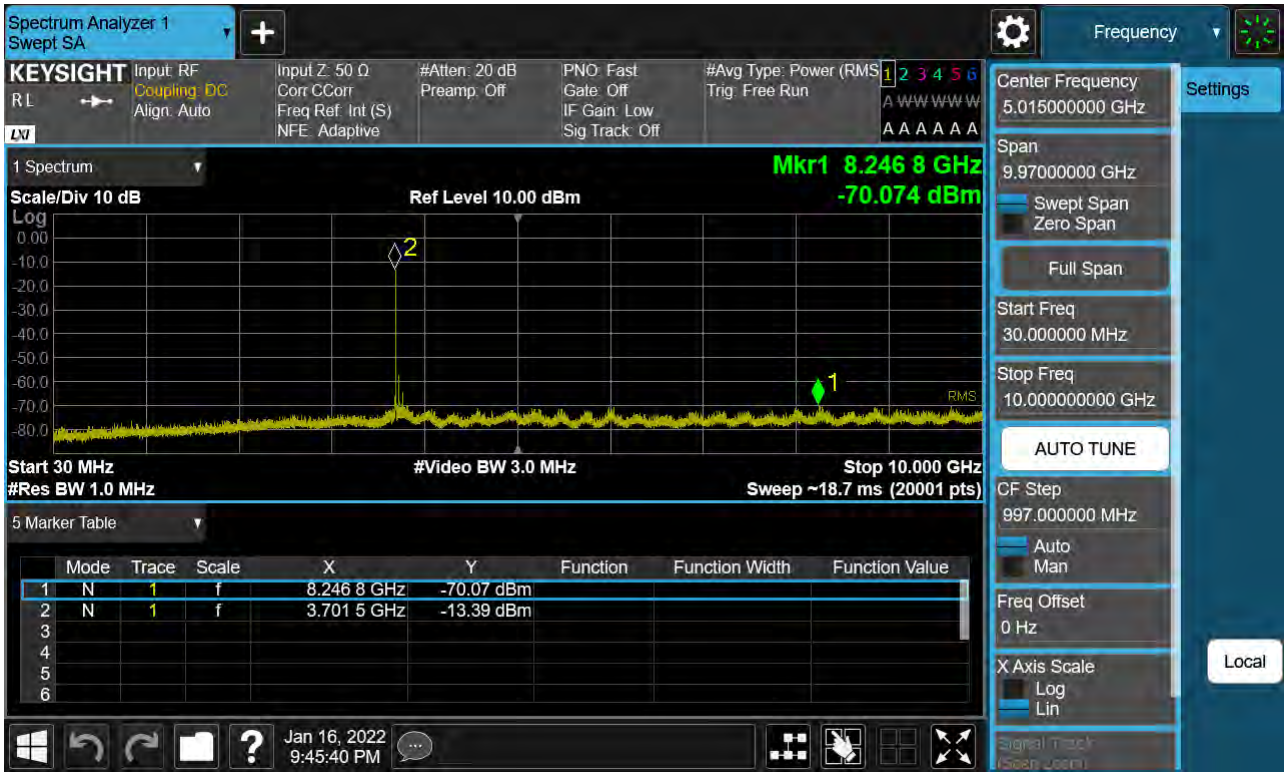 Spectrum Analyzer 1
Swept SA
+
Frequency
KEYSIGHT
RL
LXI
Input: RF
Coupling: DC
Align: Auto
Input Z: 50 Ω
Corr CCorr
Freq Ref: Int (S)
NFE: Adaptive
#Atten: 20 dB
Preamp: Off
PNO: Fast
Gate: Off
IF Gain: Low
Sig Track: Off
#Avg Type: Power (RMS
Trig: Free Run
1 2 3 4 5 6
A W W W W W
A A A A A A
1 Spectrum
Mkr1 8.246 8 GHz
-70.074 dBm
Scale/Div 10 dB
Ref Level 10.00 dBm
Log
0.00
-10.0
-20.0
-30.0
-40.0
-50.0
-60.0
-70.0
-80.0
2
1
RMS
Start 30 MHz
#Video BW 3.0 MHz
Stop 10.000 GHz
#Res BW 1.0 MHz
Sweep ~18.7 ms (20001 pts)
5 Marker Table
Mode Trace Scale X Y Function Function Width Function Value
1 N 1 f 8.246 8 GHz -70.07 dBm
2 N 1 f 3.701 5 GHz -13.39 dBm
3
4
5
6
Jan 16, 2022
9:45:40 PM
?
Center Frequency
5.015000000 GHz
Settings
Span
9.97000000 GHz
Swept Span
Zero Span
Full Span
Start Freq
30.000000 MHz
Stop Freq
10.000000000 GHz
AUTO TUNE
CF Step
997.000000 MHz
Auto
Man
Freq Offset
0 Hz
X Axis Scale
Log
Lin
Local
Signal Track
(Span Zoom)